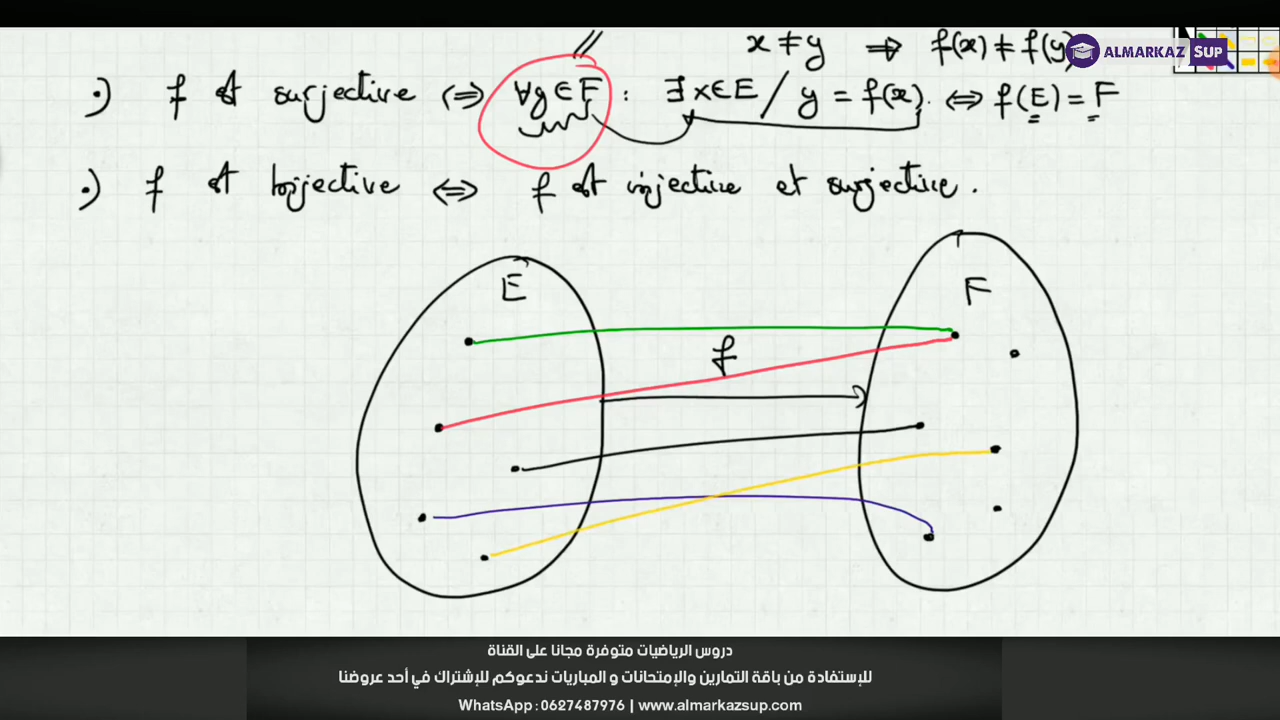 x ≠ y ⇒ f(x) ≠ f(y)
ALMARKAZ SUP
•) f est surjective ⇔ ∀y ∈ F : ∃ x ∈ E / y = f(x). ⇔ f(E) = F
•) f est bijective ⇔ f est injective et surjective.
E
F
f
دروس الرياضيات متوفرة مجانا على القناة
للإستفادة من باقة التمارين والإمتحانات و المباريات ندعوكم للإشتراك في أحد عروضنا
WhatsApp : 0627487976 | www.almarkazsup.com